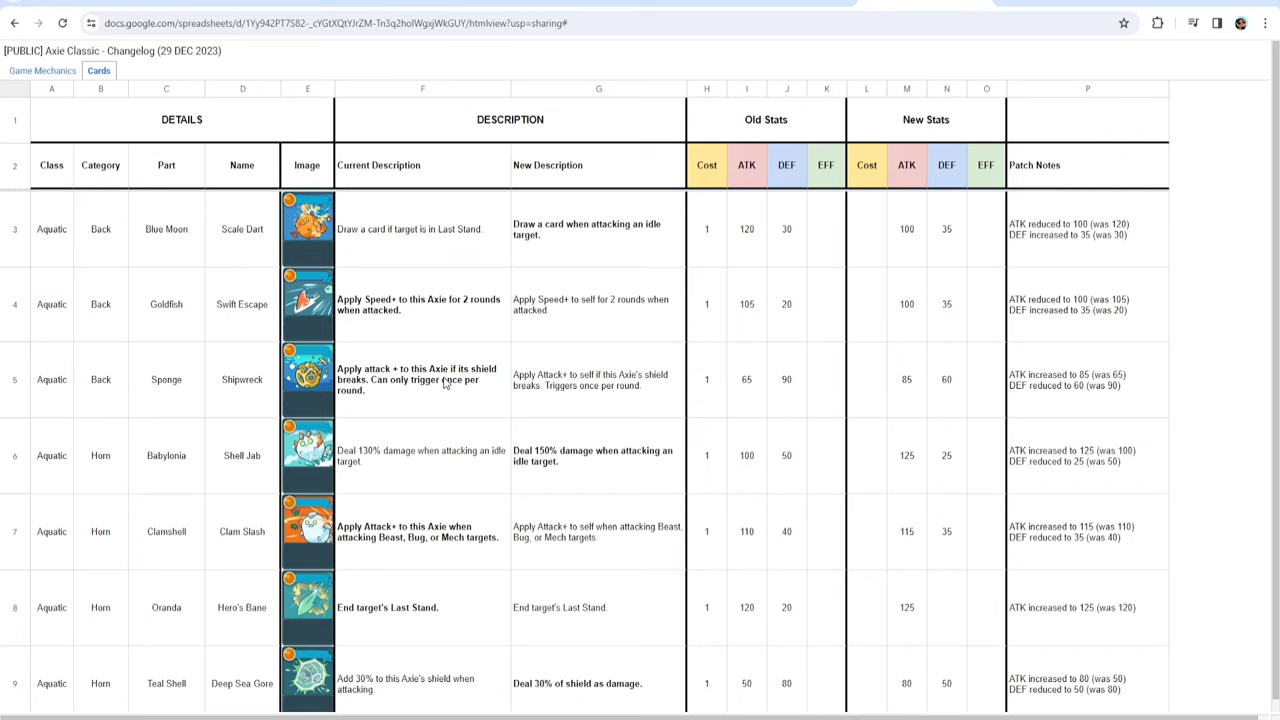 docs.google.com/spreadsheets/d/1Yy942PT7S82-_cYGtXQtYJrZM-Tn3q2hoIWgxjWkGUY/htmlview?usp=sharing#
[PUBLIC] Axie Classic - Changelog (29 DEC 2023)
Game Mechanics Cards
A B C D E F G H I J K L M N O P
1 DETAILS DESCRIPTION Old Stats New Stats
2 Class Category Part Name Image Current Description New Description Cost ATK DEF EFF Cost ATK DEF EFF Patch Notes
3 Aquatic Back Blue Moon Scale Dart Draw a card if target is in Last Stand. Draw a card when attacking an idle
target. 1 120 30 100 35 ATK reduced to 100 (was 120)
DEF increased to 35 (was 30)
4 Aquatic Back Goldfish Swift Escape Apply Speed+ to this Axie for 2 rounds
when attacked. Apply Speed+ to self for 2 rounds when
attacked. 1 105 20 100 35 ATK reduced to 100 (was 105)
DEF increased to 35 (was 20)
5 Aquatic Back Sponge Shipwreck Apply attack + to this Axie if its shield
breaks. Can only trigger once per
round. Apply Attack+ to self if this Axie's shield
breaks. Triggers once per round. 1 65 90 85 60 ATK increased to 85 (was 65)
DEF reduced to 60 (was 90)
6 Aquatic Horn Babylonia Shell Jab Deal 130% damage when attacking an idle
target. Deal 150% damage when attacking an
idle target. 1 100 50 125 25 ATK increased to 125 (was 100)
DEF reduced to 25 (was 50)
7 Aquatic Horn Clamshell Clam Slash Apply Attack+ to this Axie when
attacking Beast, Bug, or Mech targets. Apply Attack+ to self when attacking Beast,
Bug, or Mech targets. 1 110 40 115 35 ATK increased to 115 (was 110)
DEF reduced to 35 (was 40)
8 Aquatic Horn Oranda Hero's Bane End target's Last Stand. End target's Last Stand. 1 120 20 125 ATK increased to 125 (was 120)
9 Aquatic Horn Teal Shell Deep Sea Gore Add 30% to this Axie's shield when
attacking. Deal 30% of shield as damage. 1 50 80 80 50 ATK increased to 80 (was 50)
DEF reduced to 50 (was 80)